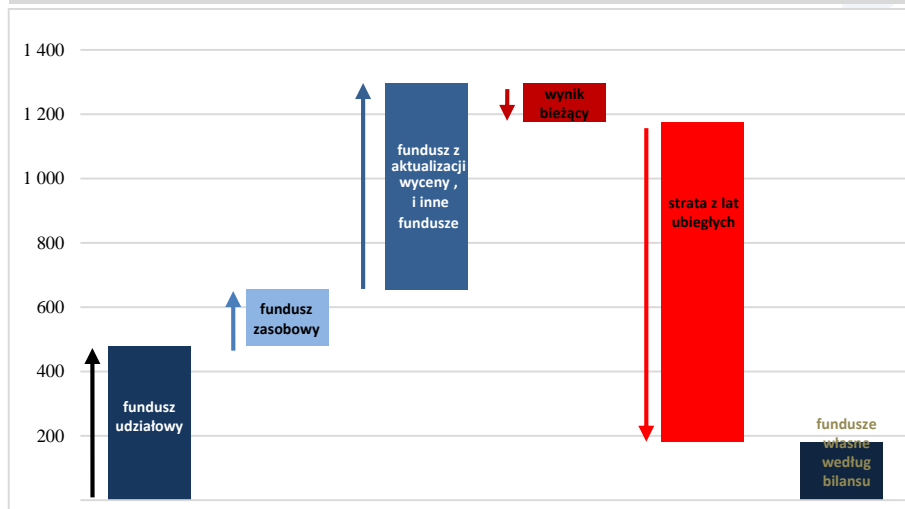 1 400
1 200
1 000
800
600
400
200
fundusz
udziałowy
fundusz
zasobowy
fundusz z
aktualizacji
wyceny ,
i inne
fundusze
wynik
bieżący
strata z lat
ubiegłych
fundusze
własne
według
bilansu